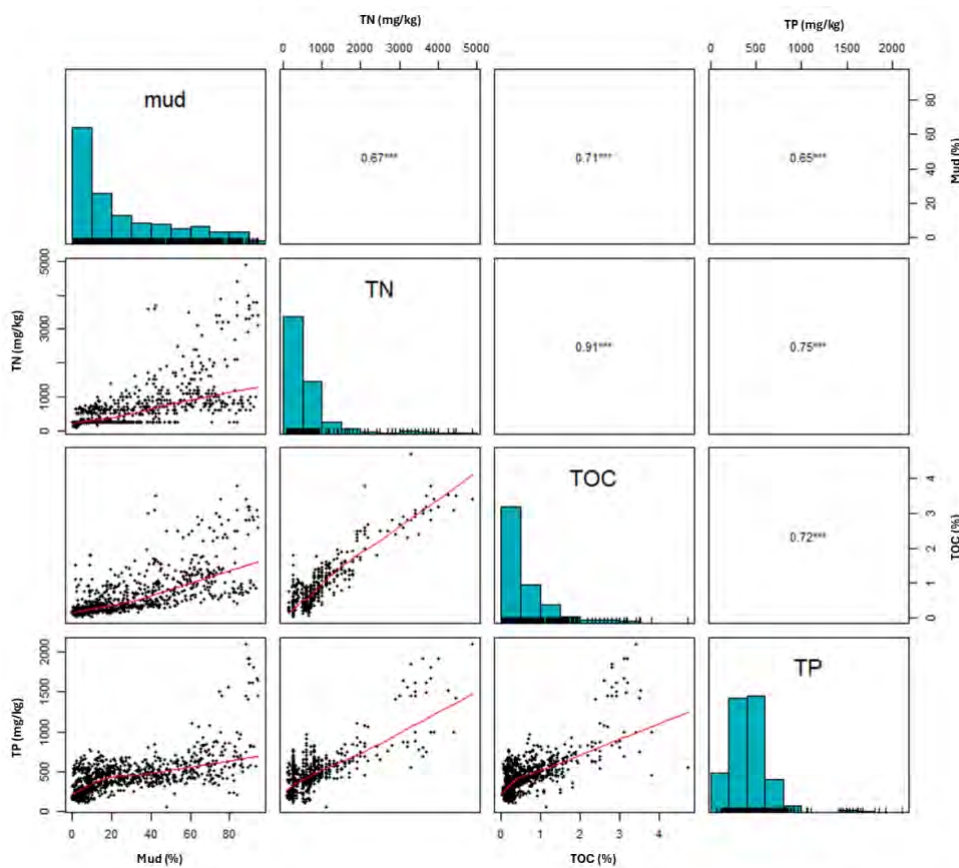 TN (mg/kg)
TP (mg/kg)
0 1000 2000 3000 4000 5000
0 500 1000 1500 2000
mud
0.67***
0.71***
0.65***
0 20 40 60 80
Mud (%)
TN (mg/kg)
0 1000 3000 5000
TN
0.91***
0.75***
TOC
0.72***
0 1 2 3 4
TOC (%)
TP (mg/kg)
0 500 1000 1500 2000
TP
0 20 40 60 80
0 1 2 3 4
Mud (%)
TOC (%)